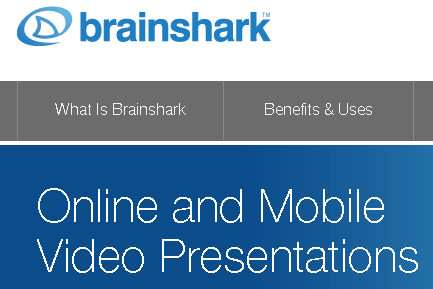 brainshark™
What Is Brainshark Benefits & Uses
Online and Mobile
Video Presentations